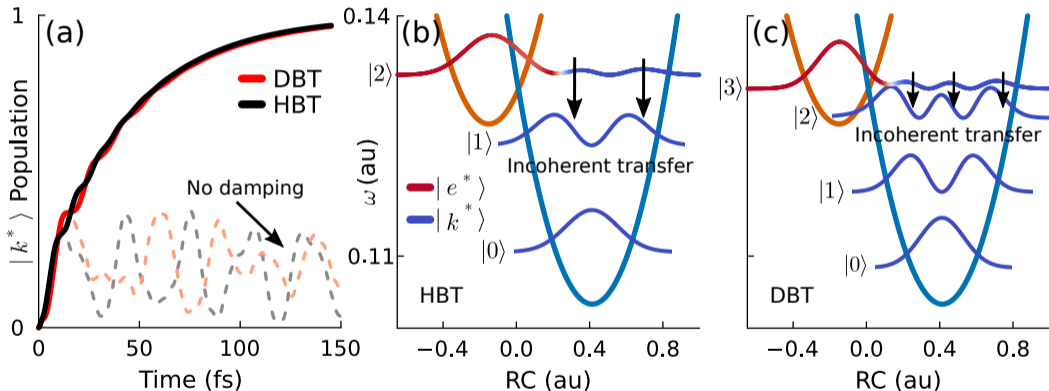 (a)
1
|k*⟩ Population
0
DBT
HBT
No damping
0
50
100
150
Time (fs)
(b)
0.14
ω (au)
0.11
|2⟩
|1⟩
Incoherent transfer
|e*⟩
|k*⟩
|0⟩
HBT
−0.4
0.0
0.4
0.8
RC (au)
(c)
|3⟩
|2⟩
Incoherent transfer
|1⟩
|0⟩
DBT
−0.4
0.0
0.4
0.8
RC (au)